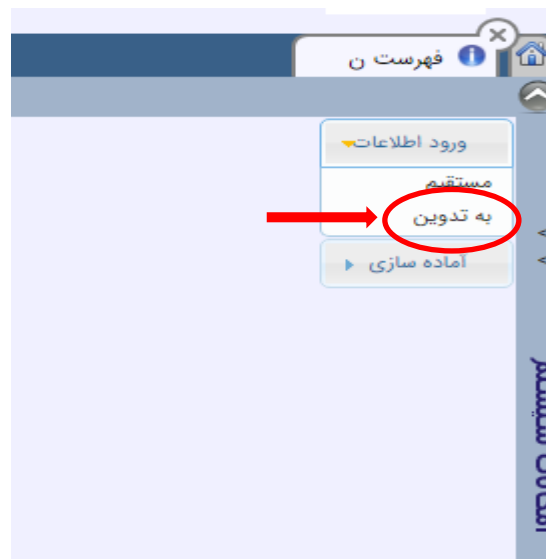 فهرست ن
ورود اطلاعات
مستقیم
به تدوین
آماده سازی